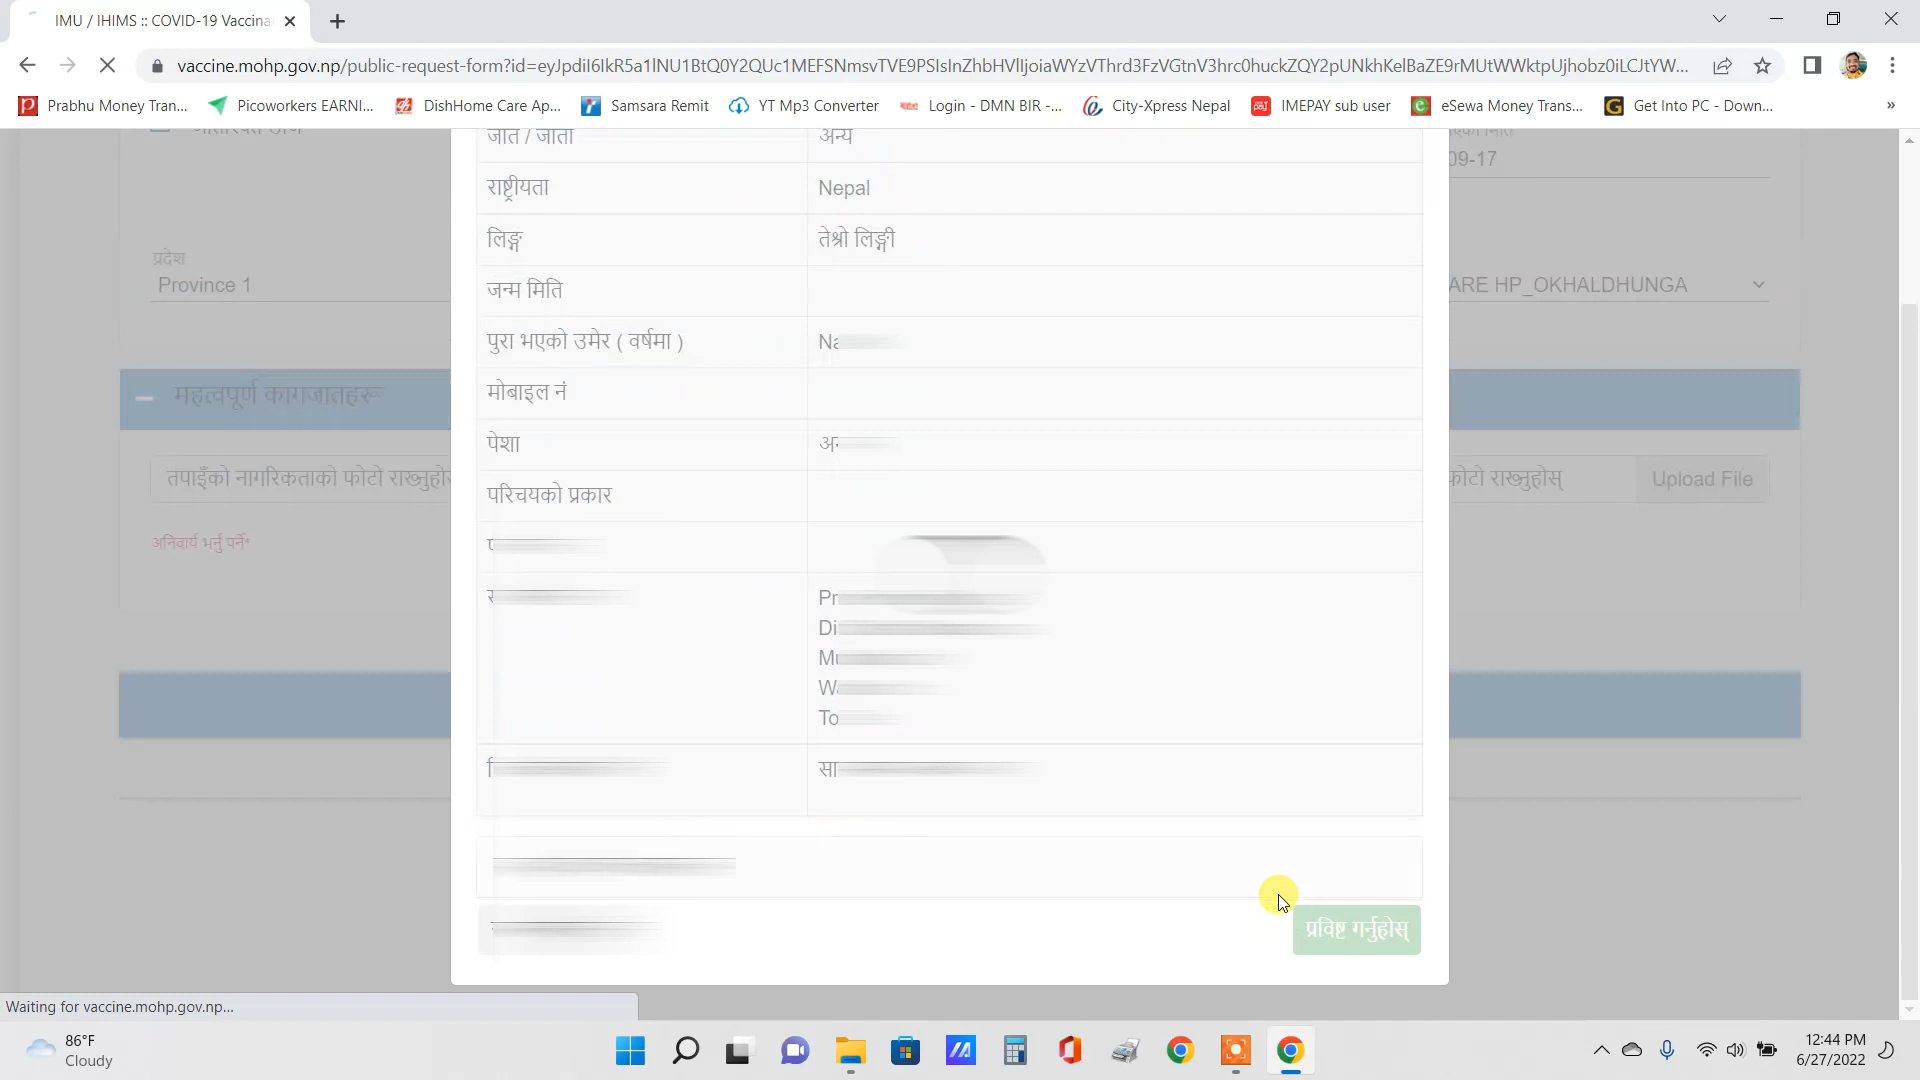 IMU / IHIMS :: COVID-19 Vaccina
vaccine.mohp.gov.np/public-request-form?id=eyJpdiI6IkR5a1lNU1BtQ0Y2QUc1MEFSNmsvTVE9PSIsInZhbHVlIjoiaWYzVThrd3FzVGtnV3hrc0huckZQY2pUNkhKelBaZE9rMUtWWktpUjhobz0iLCJtYW...
Prabhu Money Tran... Picoworkers EARNI... DishHome Care Ap... Samsara Remit YT Mp3 Converter Login - DMN BIR -... City-Xpress Nepal IMEPAY sub user eSewa Money Trans... Get Into PC - Down... »
जात / जाती अन्य
09-17
राष्ट्रीयता Nepal
लिङ्ग तेश्रो लिङ्गी
प्रदेश
Province 1 ARE HP_OKHALDHUNGA
जन्म मिति
पुरा भएको उमेर ( वर्षमा )
मोबाइल नं
महत्वपूर्ण कागजातहरू
पेशा
तपाइँको नागरिकताको फोटो राख्नुहोस फोटो राख्नुहोस् Upload File
परिचयको प्रकार
अनिवार्य भर्नु पर्ने*
प्रविष्ट गर्नुहोस्
Waiting for vaccine.mohp.gov.np...
86°F
Cloudy
12:44 PM
6/27/2022